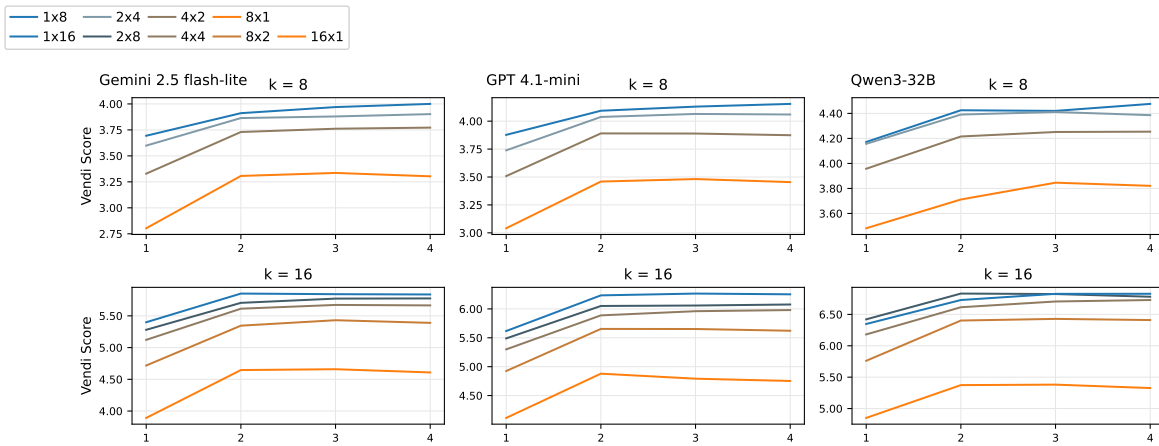 1x8 2x4 4x2 8x1
1x16 2x8 4x4 8x2 16x1
Gemini 2.5 flash-lite k = 8
GPT 4.1-mini k = 8
Qwen3-32B k = 8
Vendi Score
4.00
3.75
3.50
3.25
3.00
2.75
1 2 3 4
4.00
3.75
3.50
3.25
3.00
1 2 3 4
4.40
4.20
4.00
3.80
3.60
1 2 3 4
k = 16
k = 16
k = 16
Vendi Score
5.50
5.00
4.50
4.00
1 2 3 4
6.00
5.50
5.00
4.50
1 2 3 4
6.50
6.00
5.50
5.00
1 2 3 4